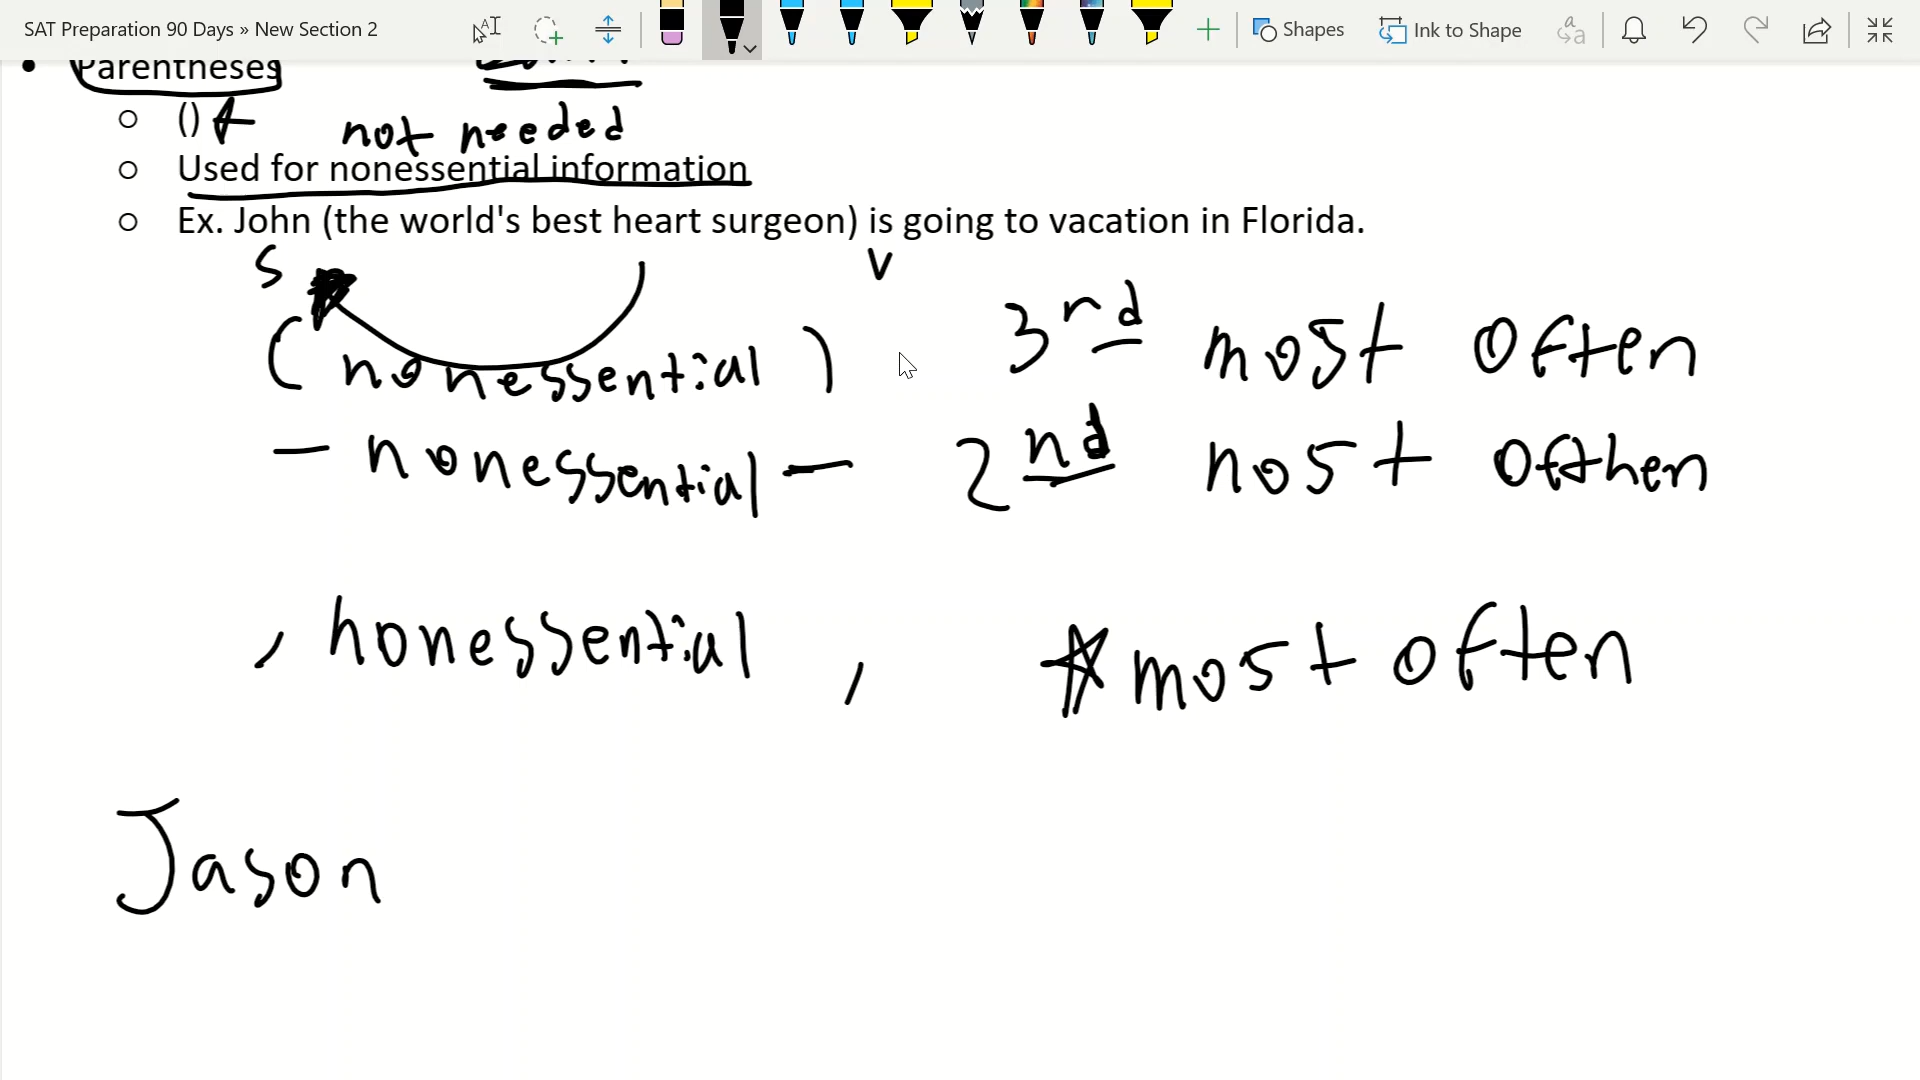 SAT Preparation 90 Days » New Section 2
Shapes
Ink to Shape
Parentheses
()
not needed
Used for nonessential information
Ex. John (the world's best heart surgeon) is going to vacation in Florida.
S V
(nonessential) 3rd most often
- nonessential - 2nd nost ofthen
, nonessential , most often
Jason